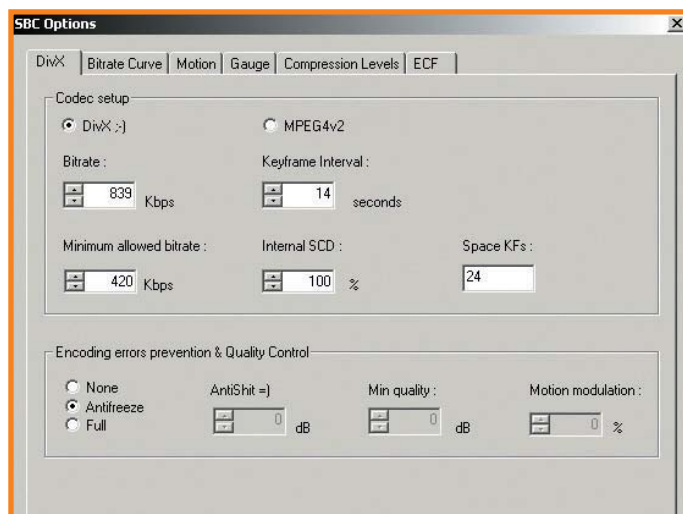 SBC Options
DivX Bitrate Curve Motion Gauge Compression Levels ECF
Codec setup
DivX ;-) MPEG4v2
Bitrate : Keyframe Interval :
839 Kbps 14 seconds
Minimum allowed bitrate : Internal SCD : Space KFs :
420 Kbps 100 % 24
Encoding errors prevention & Quality Control
None AntiShit =) Min quality : Motion modulation :
Antifreeze
Full 0 dB 0 dB 0 %